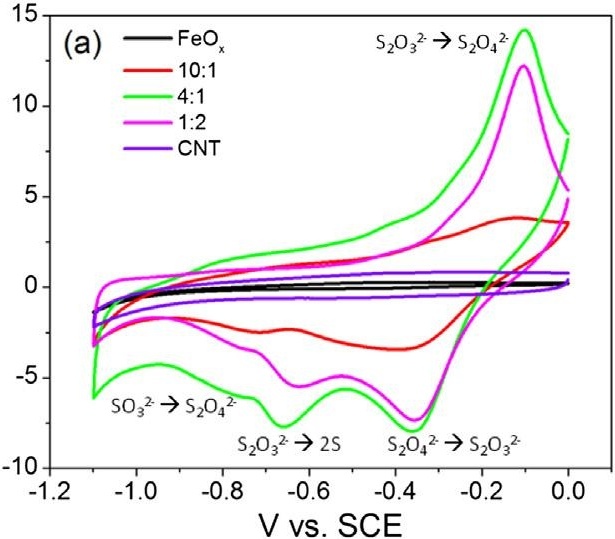 15
(a)
FeOₓ
10:1
4:1
1:2
CNT
S₂O₃²⁻ → S₂O₄²⁻
10
5
0
-5
SO₃²⁻ → S₂O₄²⁻
S₂O₃²⁻ → 2S
S₂O₄²⁻ → S₂O₃²⁻
-10
-1.2 -1.0 -0.8 -0.6 -0.4 -0.2 0.0
V vs. SCE